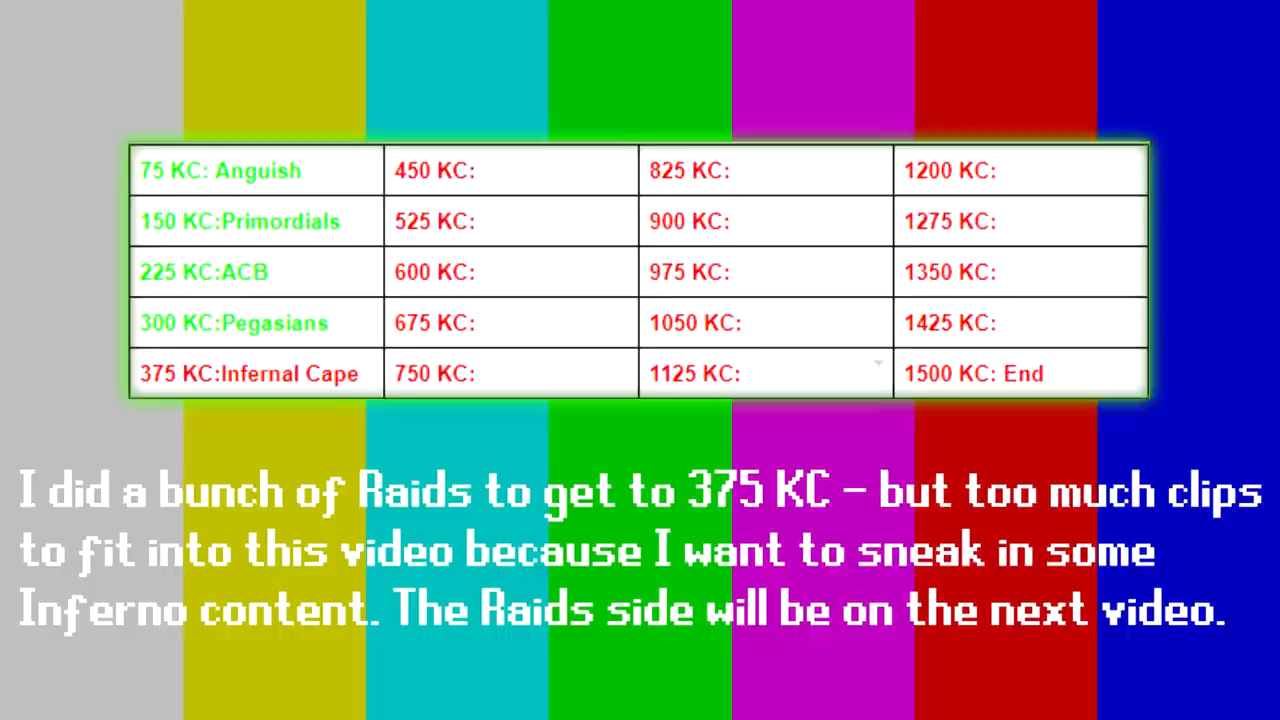 75 KC: Anguish 450 KC: 825 KC: 1200 KC:
150 KC:Primordials 525 KC: 900 KC: 1275 KC:
225 KC:ACB 600 KC: 975 KC: 1350 KC:
300 KC:Pegasians 675 KC: 1050 KC: 1425 KC:
375 KC:Infernal Cape 750 KC: 1125 KC: 1500 KC: End
I did a bunch of Raids to get to 375 KC - but too much clips
to fit into this video because I want to sneak in some
Inferno content. The Raids side will be on the next video.